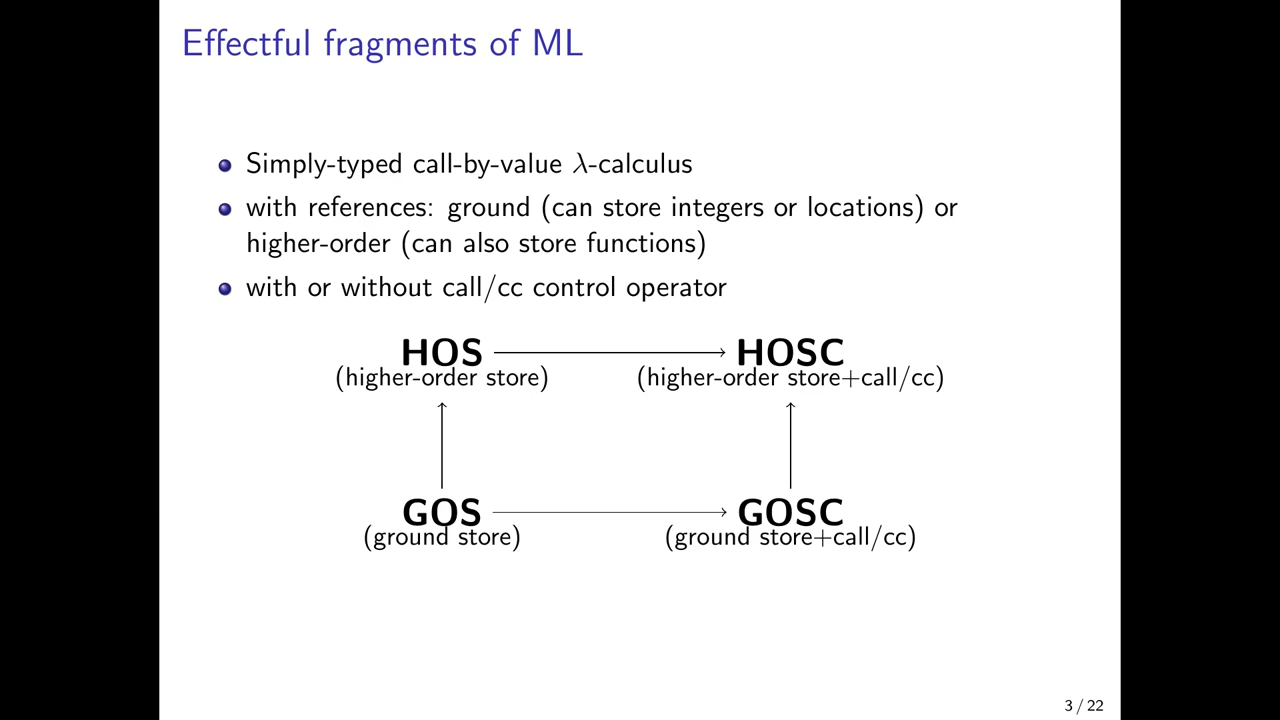 Effectful fragments of ML
Simply-typed call-by-value λ-calculus
with references: ground (can store integers or locations) or
higher-order (can also store functions)
with or without call/cc control operator
HOS
HOSC
(higher-order store)
(higher-order store+call/cc)
GOS
GOSC
(ground store)
(ground store+call/cc)
3 / 22